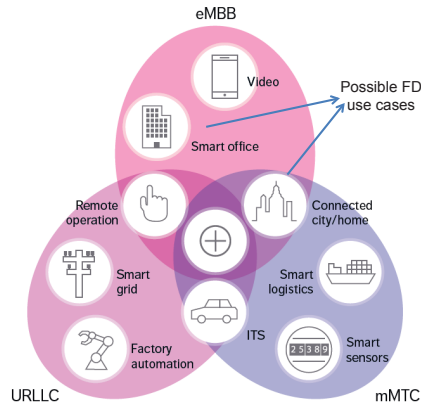 eMBB
Video
Possible FD
use cases
Smart office
Remote
operation
Connected
city/home
Smart
grid
Smart
logistics
ITS
Factory
automation
25389
Smart
sensors
URLLC
mMTC